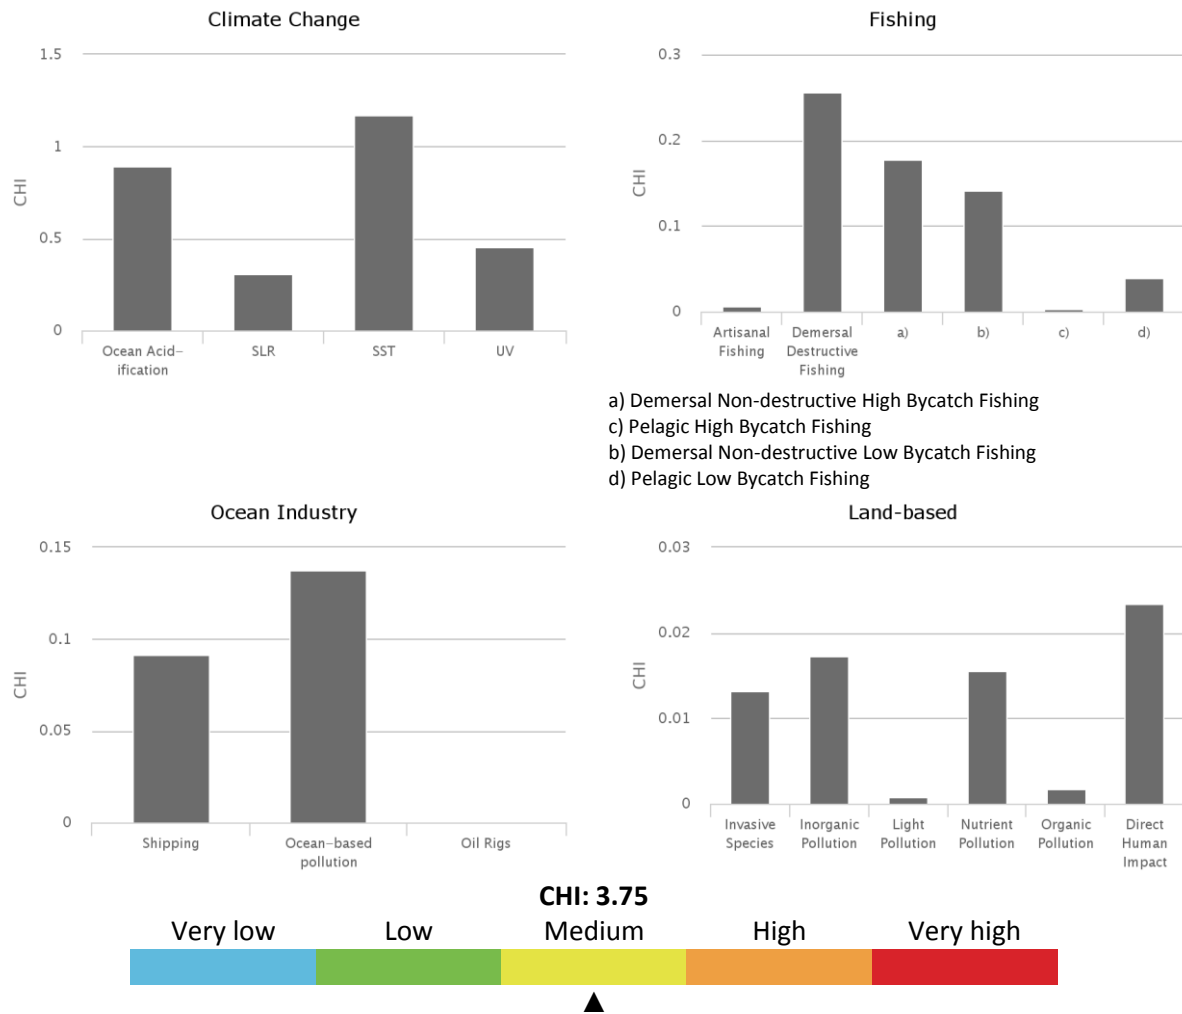 Climate Change
1.5
1
0.5
0
CHI
Ocean Acid–
ification
SLR
SST
UV
Fishing
0.3
0.2
0.1
0
CHI
Artisanal
Fishing
Demersal
Destructive
Fishing
a)
b)
c)
d)
a) Demersal Non-destructive High Bycatch Fishing
c) Pelagic High Bycatch Fishing
b) Demersal Non-destructive Low Bycatch Fishing
d) Pelagic Low Bycatch Fishing
Ocean Industry
0.15
0.1
0.05
0
CHI
Shipping
Ocean–based
pollution
Oil Rigs
Land-based
0.03
0.02
0.01
0
CHI
Invasive
Species
Inorganic
Pollution
Light
Pollution
Nutrient
Pollution
Organic
Pollution
Direct
Human
Impact
CHI: 3.75
Very low
Low
Medium
High
Very high